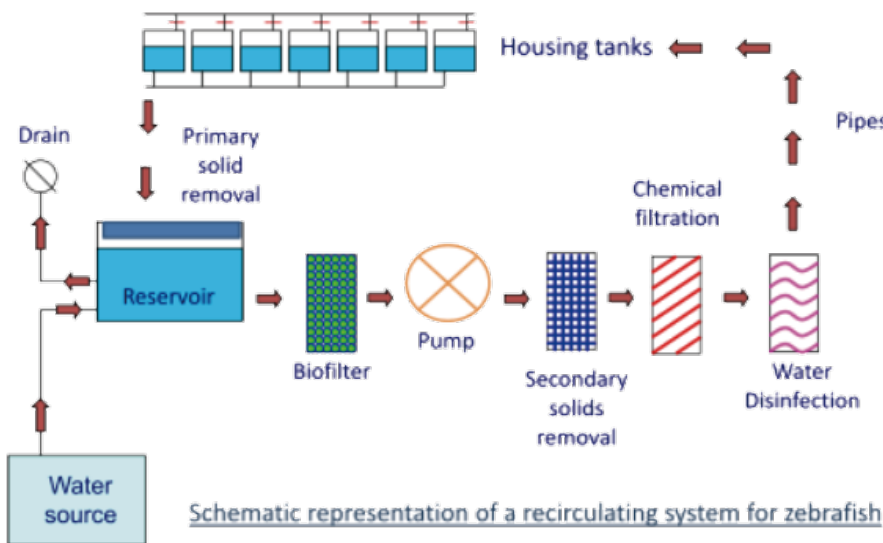 Housing tanks
Drain
Primary
solid
removal
Pipes
Chemical
filtration
Reservoir
Biofilter
Pump
Secondary
solids
removal
Water
Disinfection
Water
source
Schematic representation of a recirculating system for zebrafish